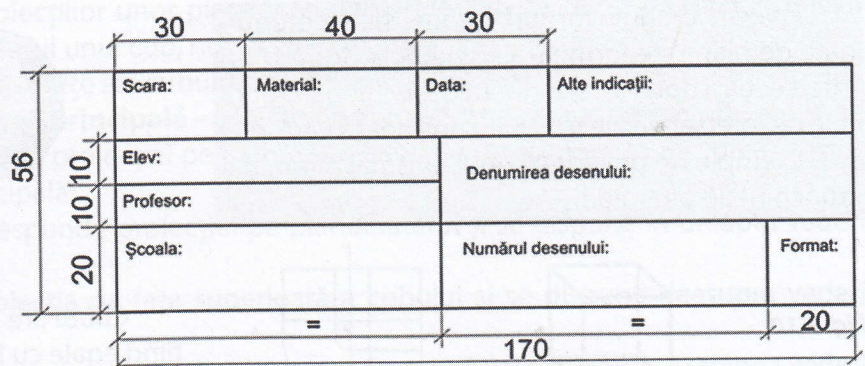 30 40 30
Scara: Material: Data: Alte indicații:
56
10 Elev: Denumirea desenului:
10 Profesor:
20 Școala: Numărul desenului: Format:
= = 20
170